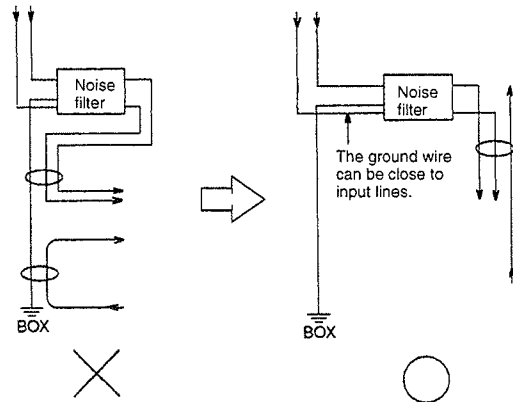 Noise
filter
BOX
Noise
filter
The ground wire
can be close to
input lines.
BOX